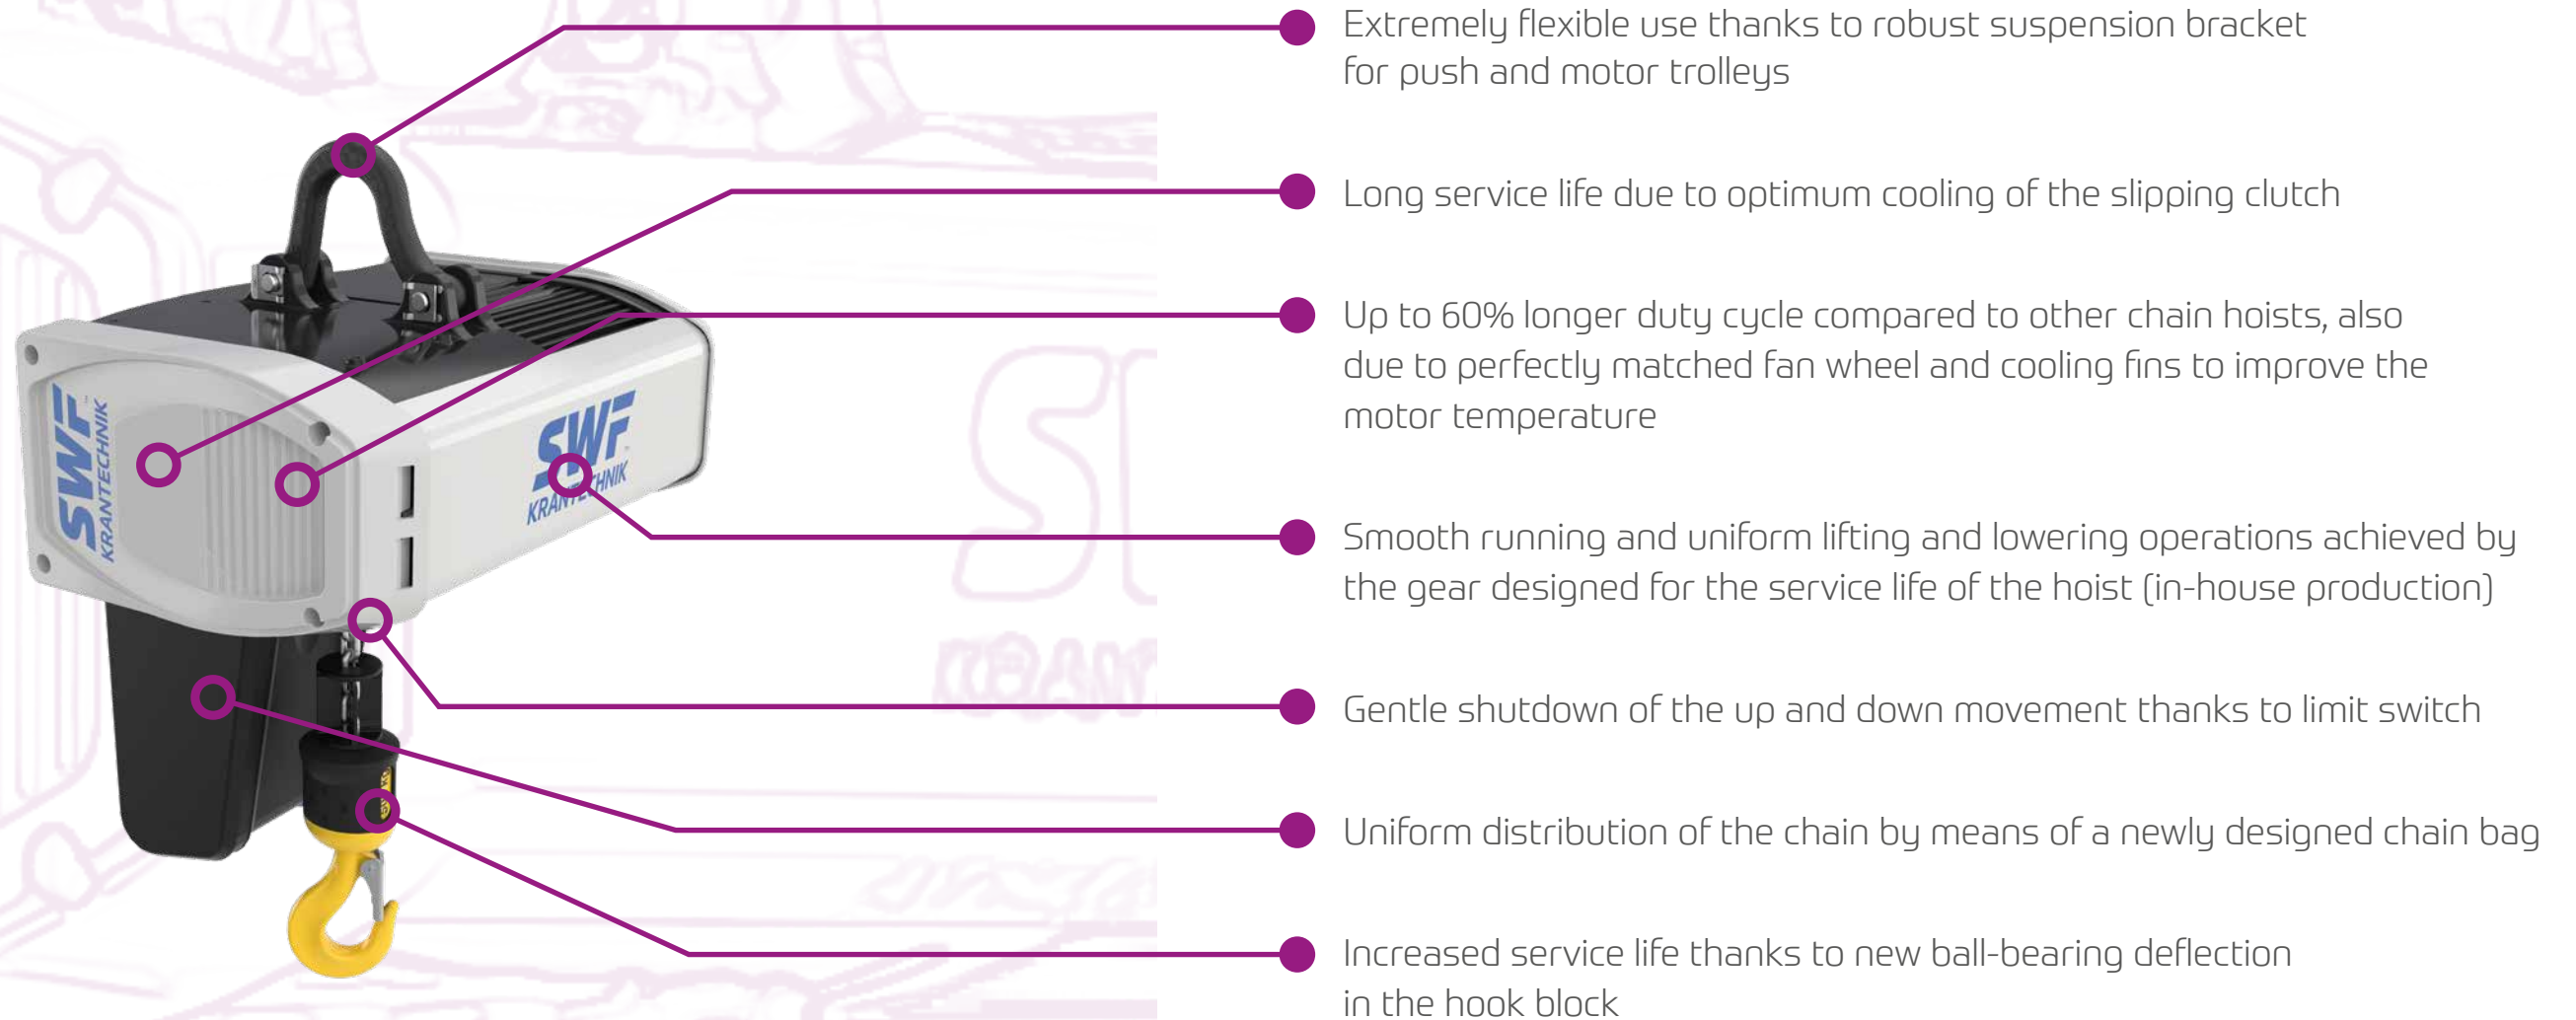 Extremely flexible use thanks to robust suspension bracket
for push and motor trolleys
Long service life due to optimum cooling of the slipping clutch
Up to 60% longer duty cycle compared to other chain hoists, also
due to perfectly matched fan wheel and cooling fins to improve the
motor temperature
SWF
KRANTECHNIK
SWF
KRANTECHNIK
Smooth running and uniform lifting and lowering operations achieved by
the gear designed for the service life of the hoist (in-house production)
Gentle shutdown of the up and down movement thanks to limit switch
Uniform distribution of the chain by means of a newly designed chain bag
Increased service life thanks to new ball-bearing deflection
in the hook block